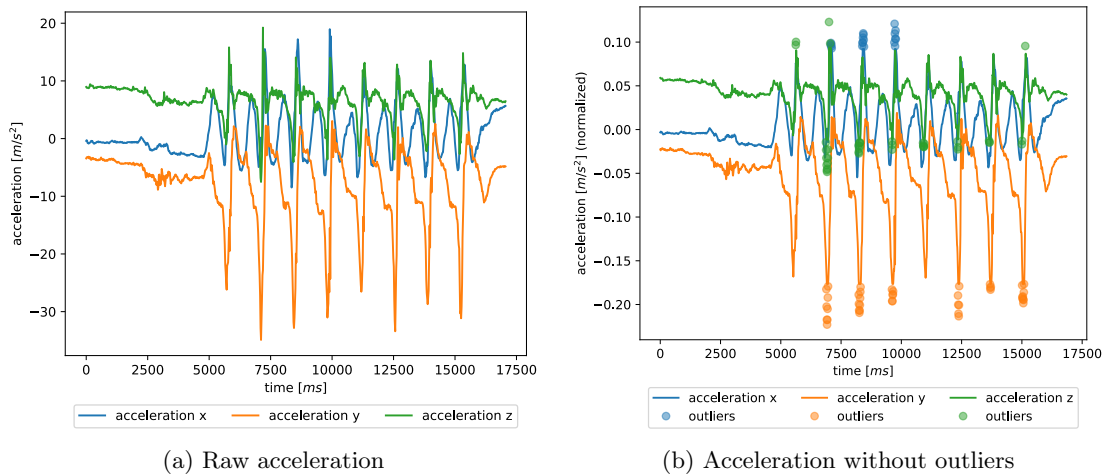 20
10
0
−10
−20
−30
acceleration [m/s²]
0 2500 5000 7500 10000 12500 15000 17500
time [ms]
acceleration x acceleration y acceleration z
(a) Raw acceleration
0.10
0.05
0.00
−0.05
−0.10
−0.15
−0.20
acceleration [m/s²] (normalized)
0 2500 5000 7500 10000 12500 15000 17500
time [ms]
acceleration x acceleration y acceleration z
outliers outliers outliers
(b) Acceleration without outliers